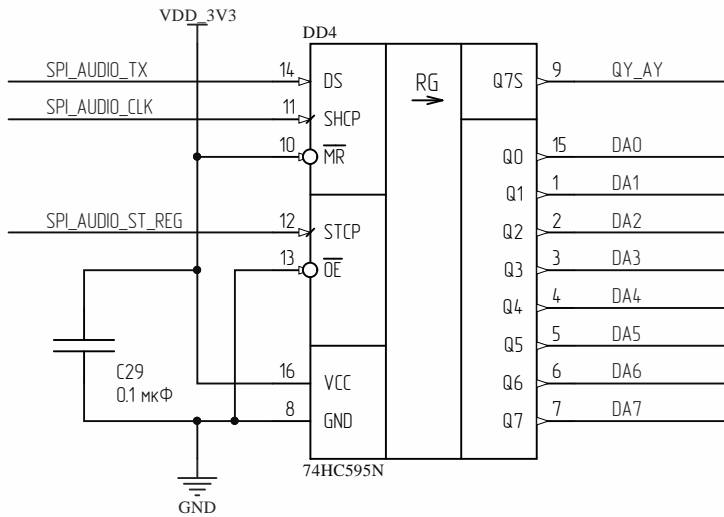 VDD_3V3
DD4
SPI_AUDIO_TX 14 DS RG Q7S 9 QY_AY
SPI_AUDIO_CLK 11 SHCP
10 MR Q0 15 DA0
Q1 1 DA1
SPI_AUDIO_ST_REG 12 STCP Q2 2 DA2
13 OE Q3 3 DA3
Q4 4 DA4
Q5 5 DA5
C29 16 VCC Q6 6 DA6
0.1 мкФ 8 GND Q7 7 DA7
74HC595N
GND